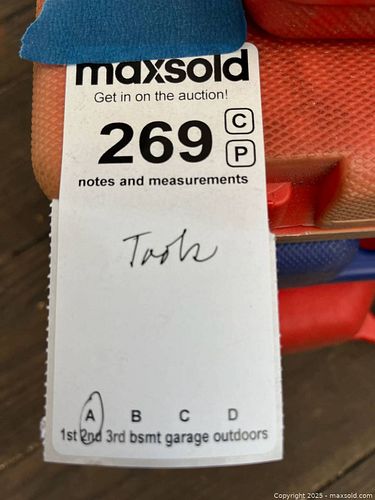 maxsold
Get in on the auction!
269 C
P
notes and measurements
Tools
A B C D
1st 2nd 3rd bsmt garage outdoors
Copyright 2025 - maxsold.com